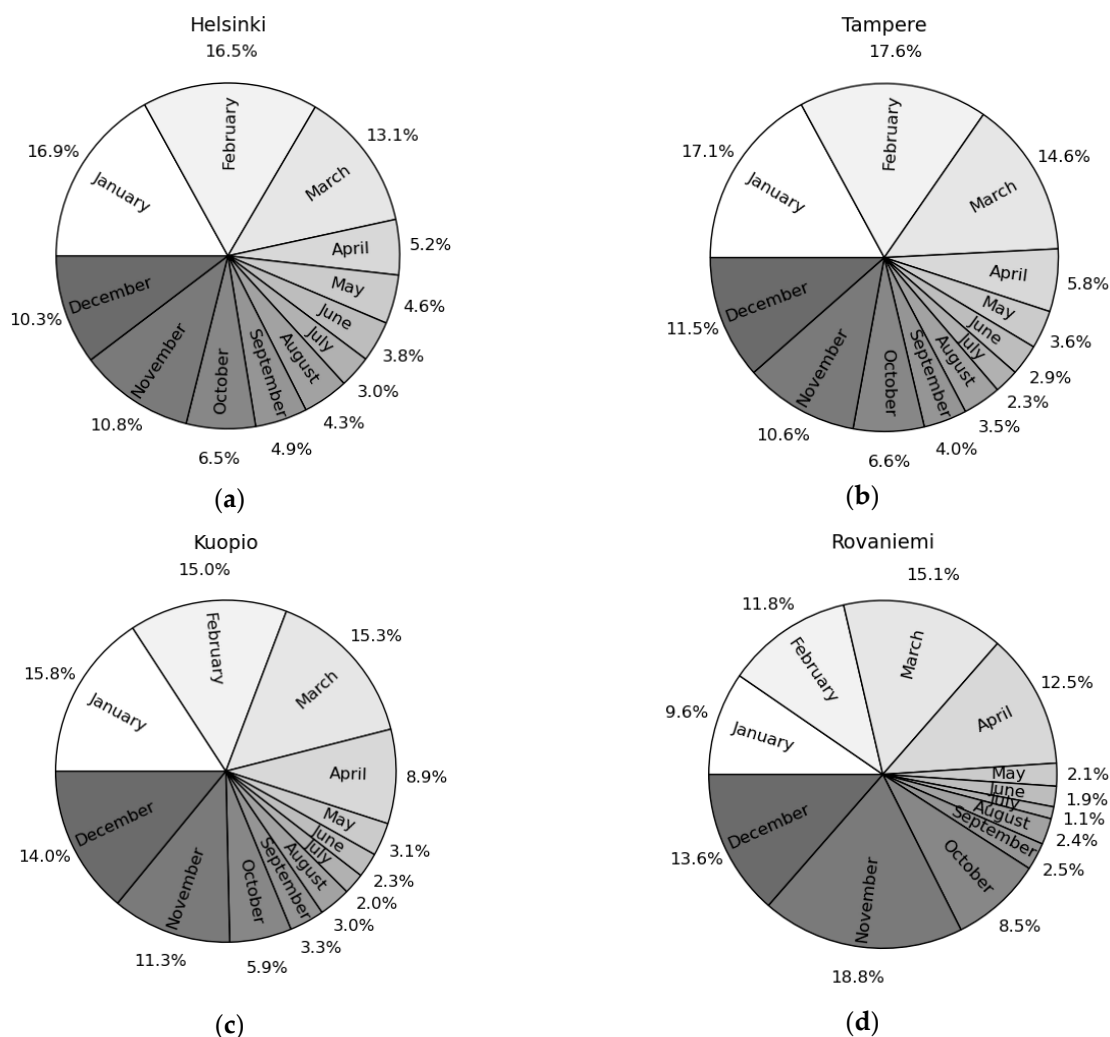 Helsinki
16.5%
February
13.1%
March
16.9%
January
5.2%
April
4.6%
May
3.8%
June
3.0%
July
4.3%
August
4.9%
September
6.5%
October
10.8%
November
10.3%
December
(a)
Tampere
17.6%
February
14.6%
March
17.1%
January
5.8%
April
3.6%
May
2.9%
June
2.3%
July
3.5%
August
4.0%
September
6.6%
October
10.6%
November
11.5%
December
(b)
Kuopio
15.0%
February
15.3%
March
15.8%
January
8.9%
April
3.1%
May
2.3%
June
2.0%
July
3.0%
August
3.3%
September
5.9%
October
11.3%
November
14.0%
December
(c)
Rovaniemi
15.1%
March
11.8%
February
12.5%
April
9.6%
January
2.1%
May
1.9%
June
1.1%
July
2.4%
August
2.5%
September
8.5%
October
18.8%
November
13.6%
December
(d)